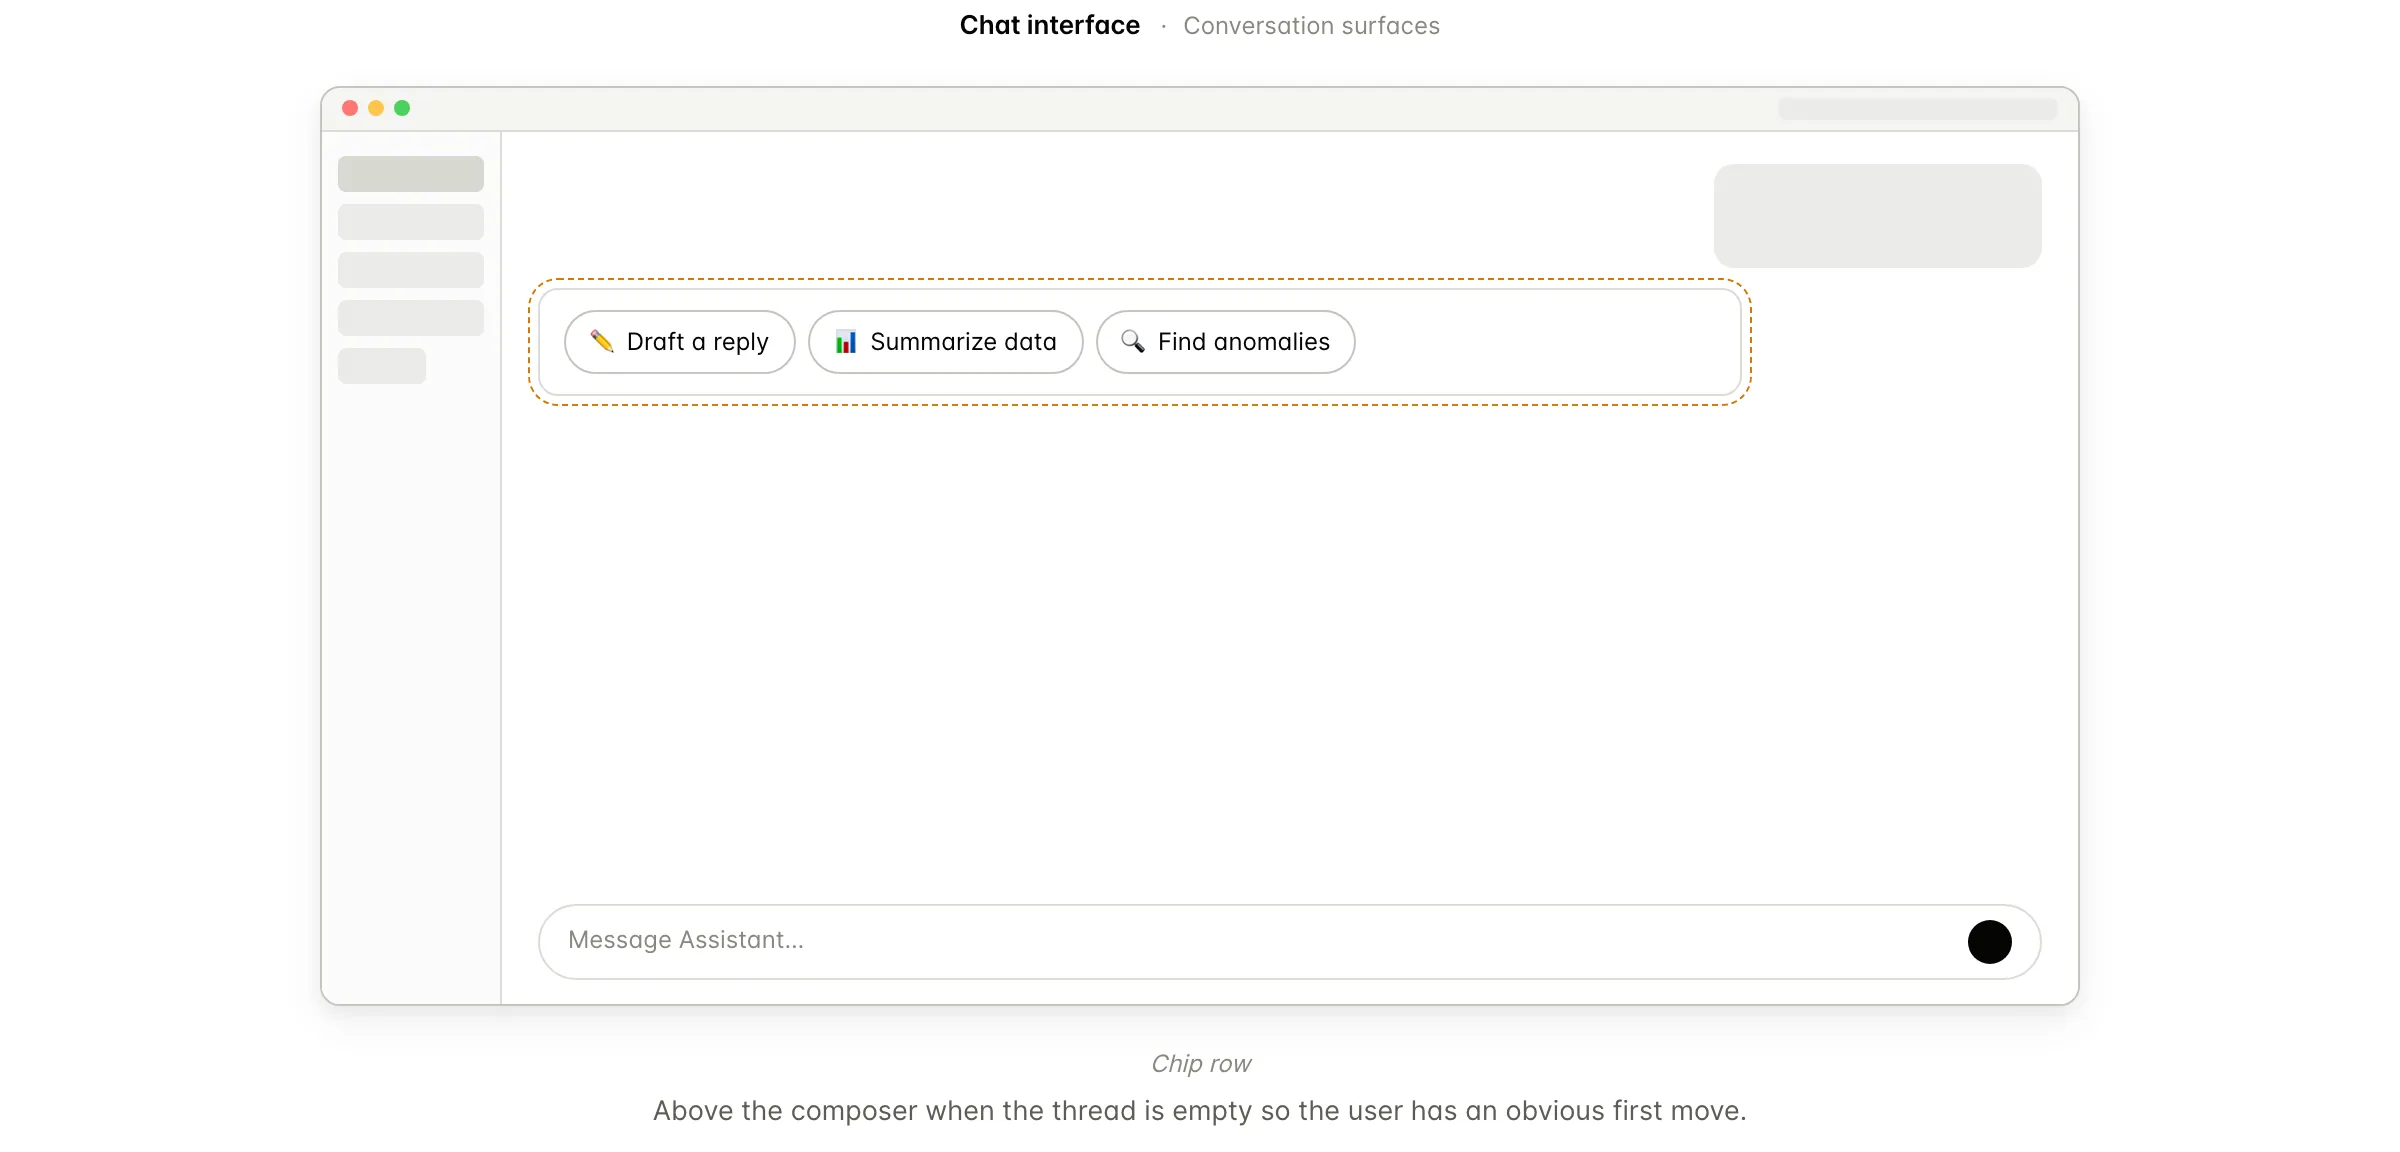 Chat interface · Conversation surfaces
✏️ Draft a reply 📊 Summarize data 🔍 Find anomalies
Message Assistant...
Chip row
Above the composer when the thread is empty so the user has an obvious first move.